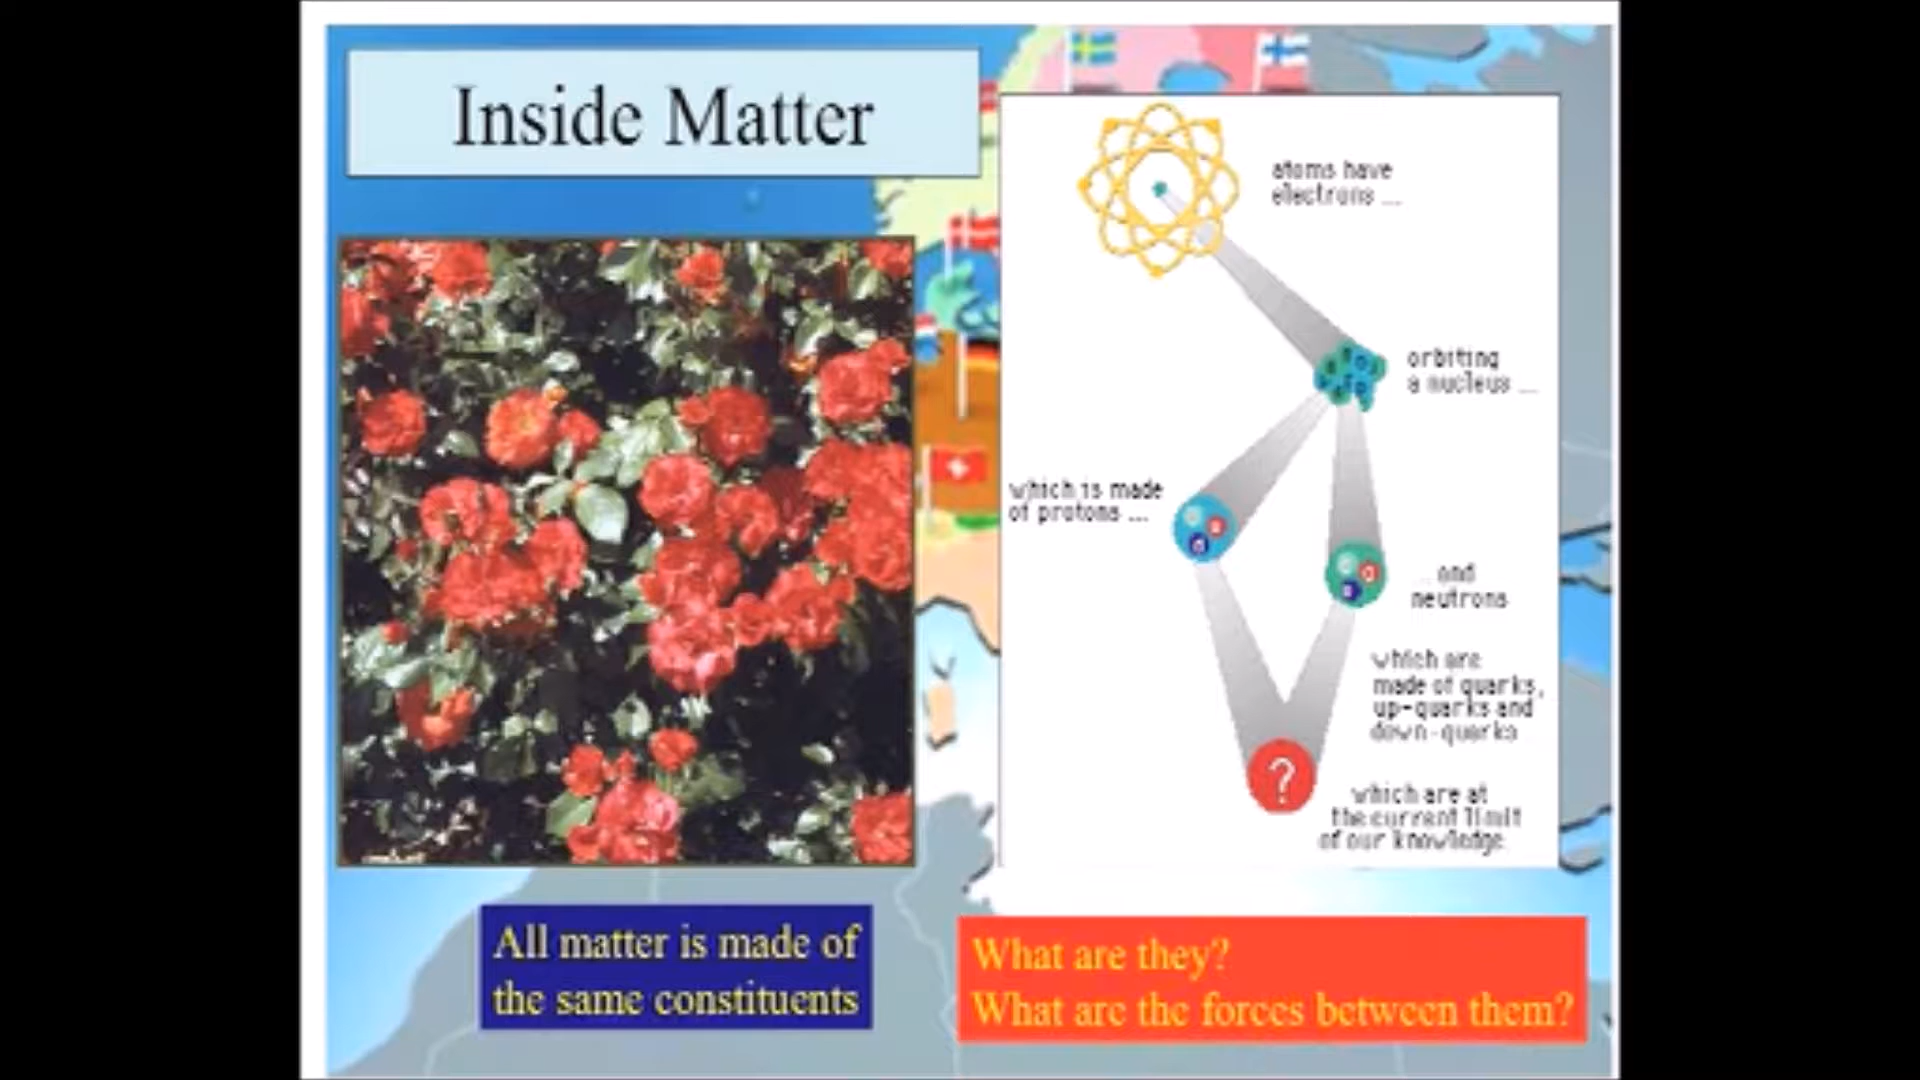 Inside Matter
atoms have
electrons ...
orbiting
a nucleus ...
which is made
of protons ...
... and
neutrons
which are
made of quarks,
up-quarks and
down-quarks
?
which are at
the current limit
of our knowledge
All matter is made of
the same constituents
What are they?
What are the forces between them?